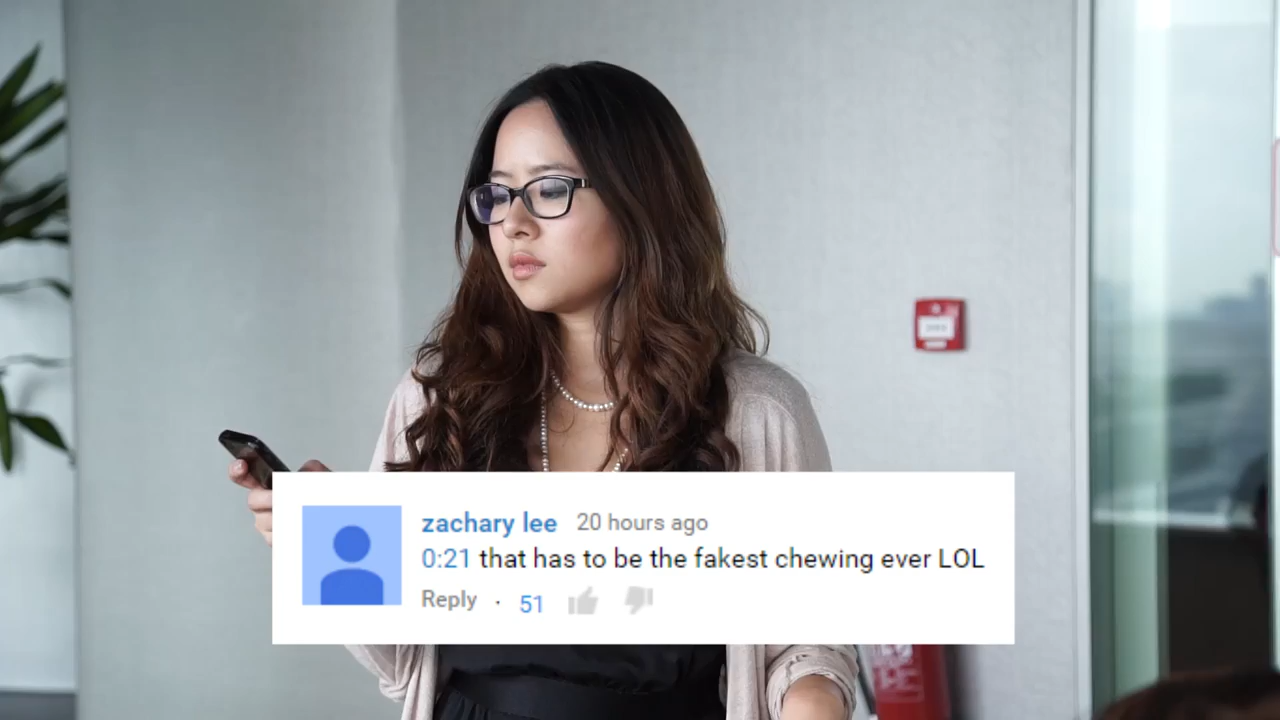 zachary lee 20 hours ago
0:21 that has to be the fakest chewing ever LOL
Reply · 51